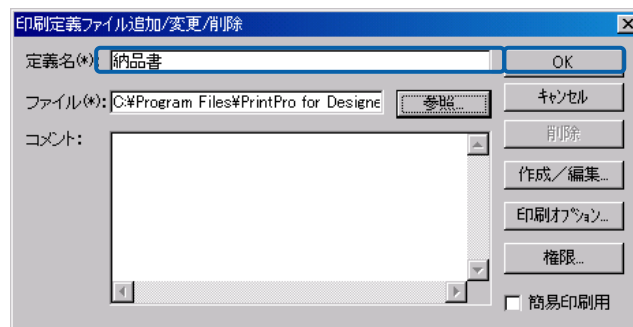 印刷定義ファイル追加/変更/削除
定義名(*): 納品書
OK
ファイル(*): C:¥Program Files¥PrintPro for Designe
参照...
キャンセル
コメント:
削除
作成／編集...
印刷オプション...
権限...
簡易印刷用